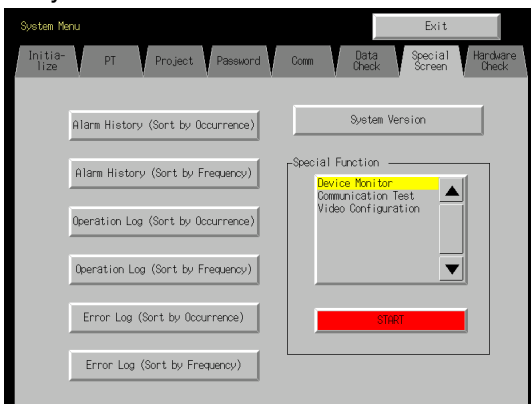 System Menu
Exit
Initia-
lize
PT
Project
Password
Comm
Data
Check
Special
Screen
Hardware
Check
Alarm History (Sort by Occurrence)
Alarm History (Sort by Frequency)
Operation Log (Sort by Occurrence)
Operation Log (Sort by Frequency)
Error Log (Sort by Occurrence)
Error Log (Sort by Frequency)
System Version
Special Function
Device Monitor
Communication Test
Video Configuration
START